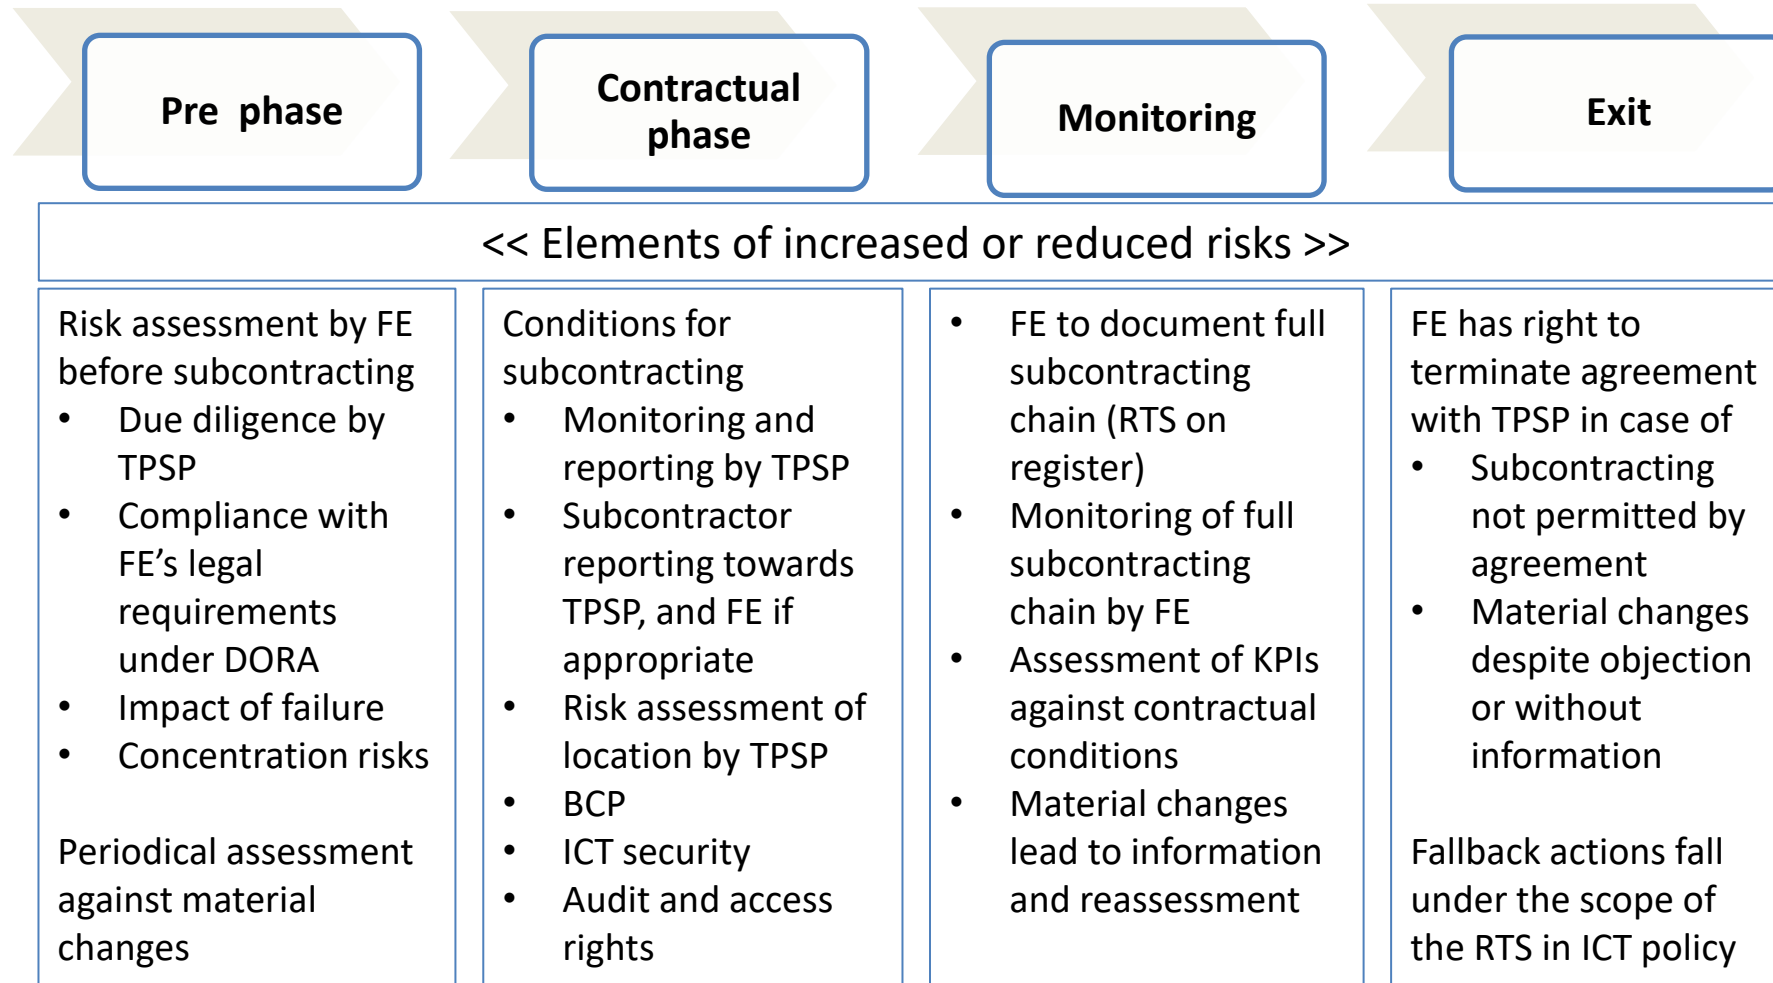 Pre phase
Contractual
phase
Monitoring
Exit
<< Elements of increased or reduced risks >>
Risk assessment by FE
before subcontracting
• Due diligence by
TPSP
• Compliance with
FE’s legal
requirements
under DORA
• Impact of failure
• Concentration risks
Periodical assessment
against material
changes
Conditions for
subcontracting
• Monitoring and
reporting by TPSP
• Subcontractor
reporting towards
TPSP, and FE if
appropriate
• Risk assessment of
location by TPSP
• BCP
• ICT security
• Audit and access
rights
• FE to document full
subcontracting
chain (RTS on
register)
• Monitoring of full
subcontracting
chain by FE
• Assessment of KPIs
against contractual
conditions
• Material changes
lead to information
and reassessment
FE has right to
terminate agreement
with TPSP in case of
• Subcontracting
not permitted by
agreement
• Material changes
despite objection
or without
information
Fallback actions fall
under the scope of
the RTS in ICT policy